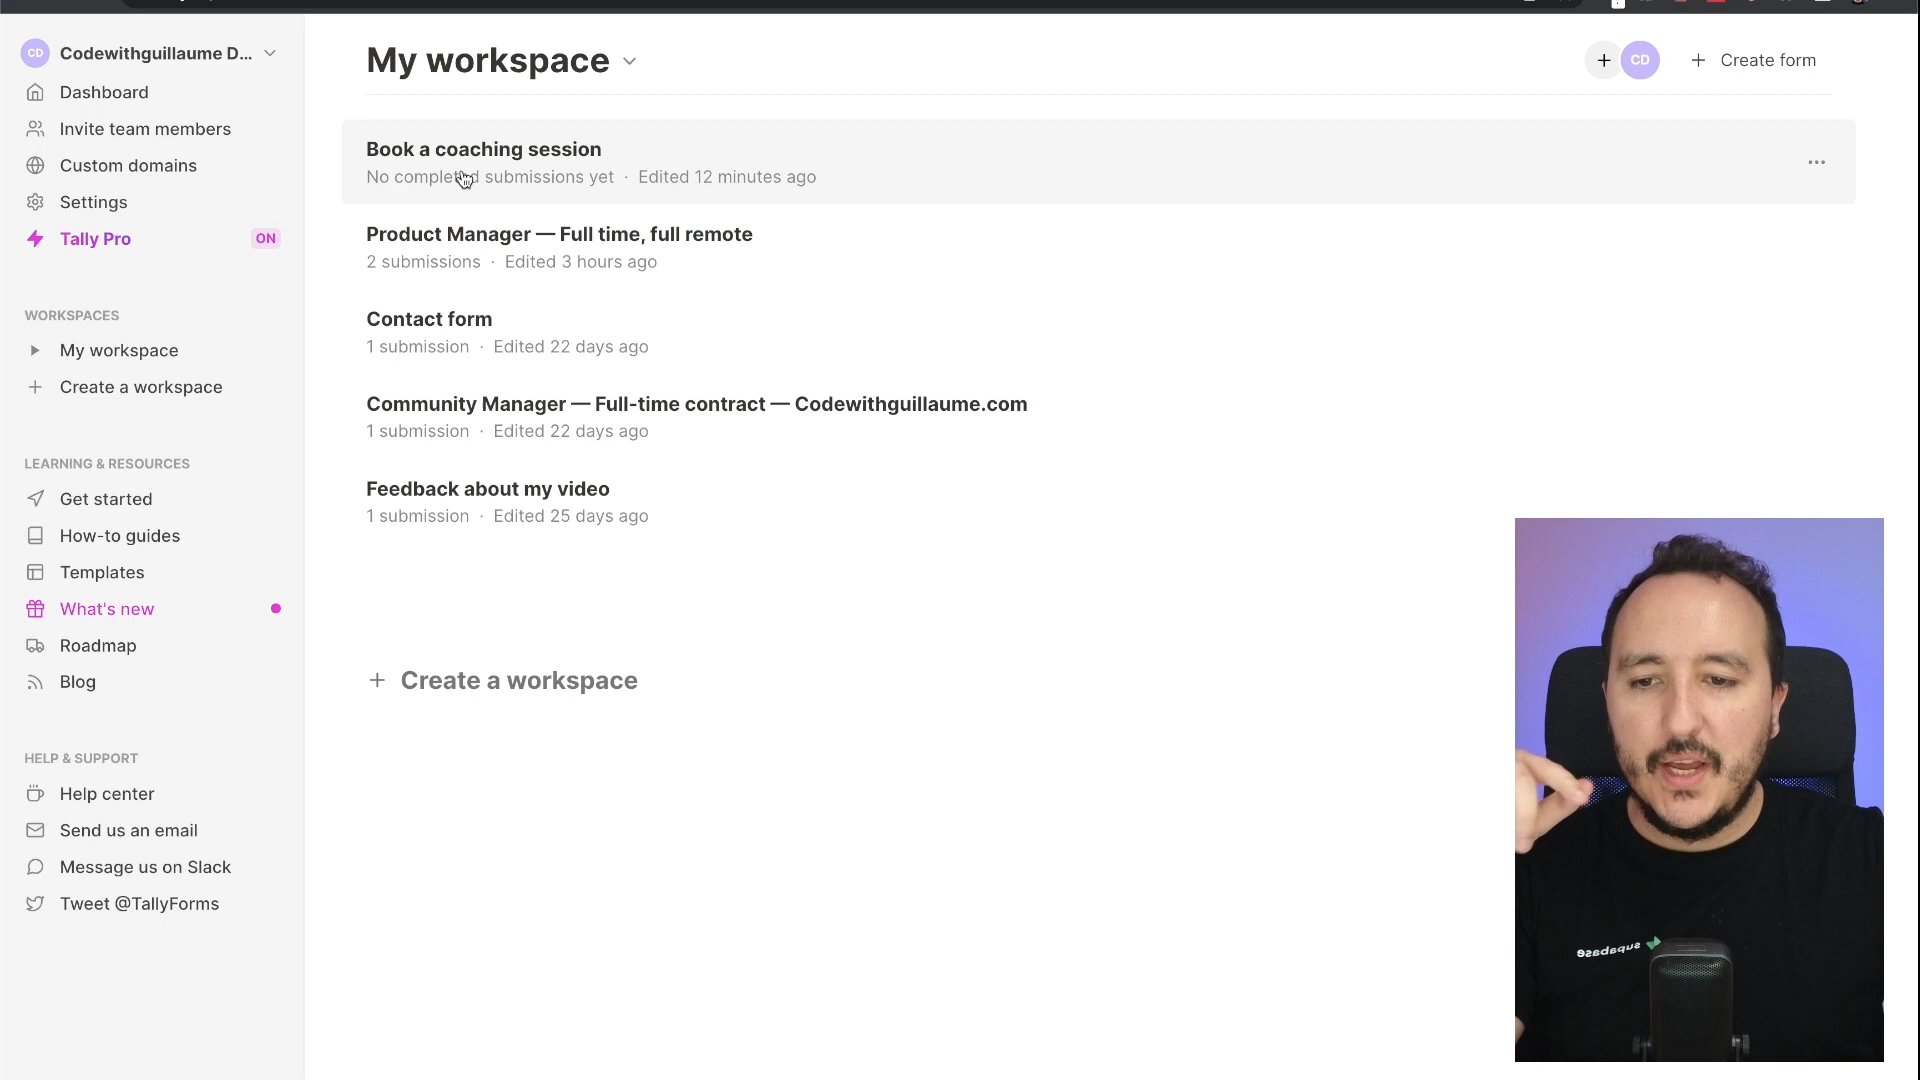 CD Codewithguillaume D...
Dashboard
Invite team members
Custom domains
Settings
Tally Pro ON
WORKSPACES
My workspace
Create a workspace
LEARNING & RESOURCES
Get started
How-to guides
Templates
What's new
Roadmap
Blog
HELP & SUPPORT
Help center
Send us an email
Message us on Slack
Tweet @TallyForms
My workspace
CD
Create form
Book a coaching session
No completed submissions yet · Edited 12 minutes ago
Product Manager — Full time, full remote
2 submissions · Edited 3 hours ago
Contact form
1 submission · Edited 22 days ago
Community Manager — Full-time contract — Codewithguillaume.com
1 submission · Edited 22 days ago
Feedback about my video
1 submission · Edited 25 days ago
Create a workspace
supabase